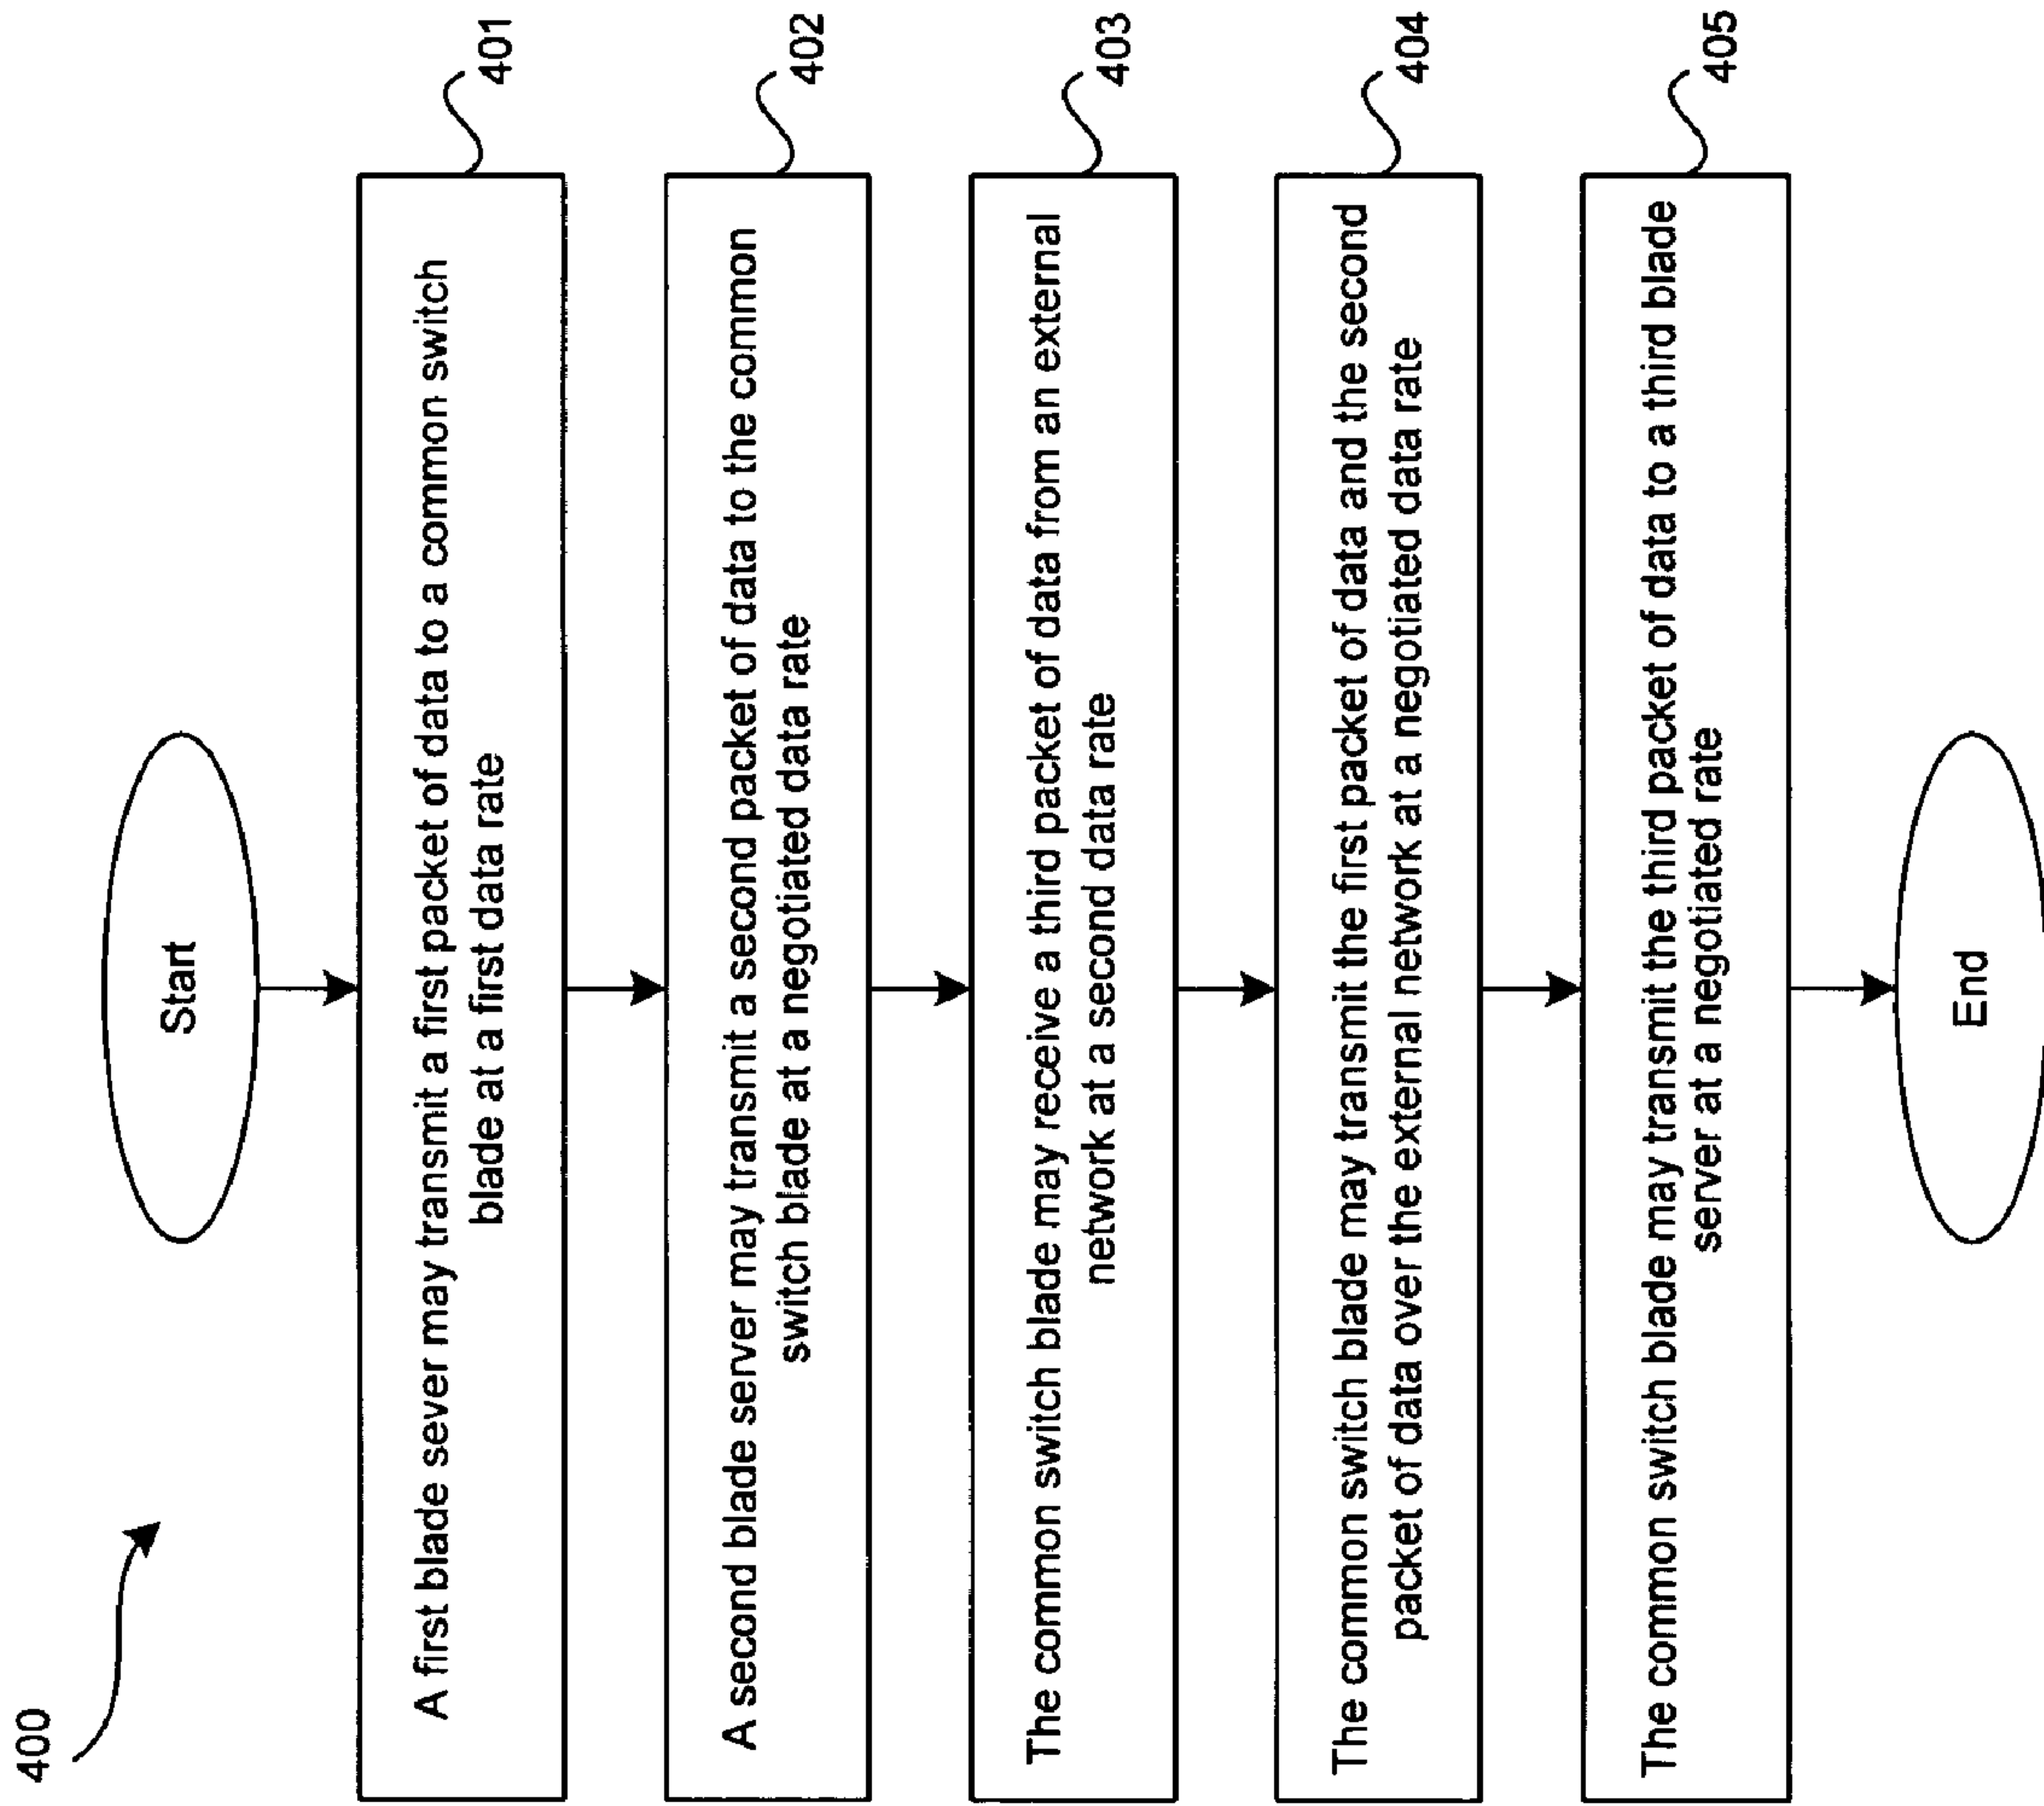 400
Start
A first blade sever may transmit a first packet of data to a common switch
blade at a first data rate
401
A second blade server may transmit a second packet of data to the common
switch blade at a negotiated data rate
402
The common switch blade may receive a third packet of data from an external
network at a second data rate
403
The common switch blade may transmit the first packet of data and the second
packet of data over the external network at a negotiated data rate
404
The common switch blade may transmit the third packet of data to a third blade
server at a negotiated rate
405
End